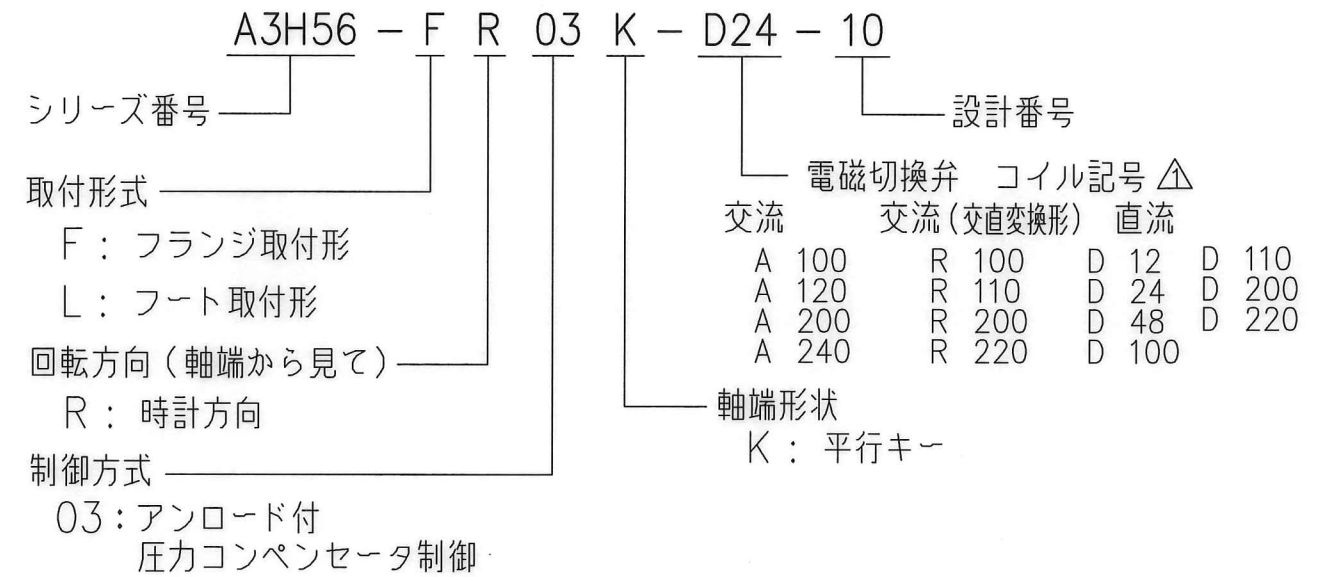 A3H56 - F R 03 K - D24 - 10
シリーズ番号
設計番号
取付形式
F : フランジ取付形
L : フート取付形
電磁切換弁 コイル記号 1
交流 交流(交直変換形) 直流
A 100 R 100 D 12 D 110
A 120 R 110 D 24 D 200
A 200 R 200 D 48 D 220
A 240 R 220 D 100
回転方向(軸端から見て)
R : 時計方向
軸端形状
K : 平行キー
制御方式
03:アンロード付
圧力コンペンセータ制御